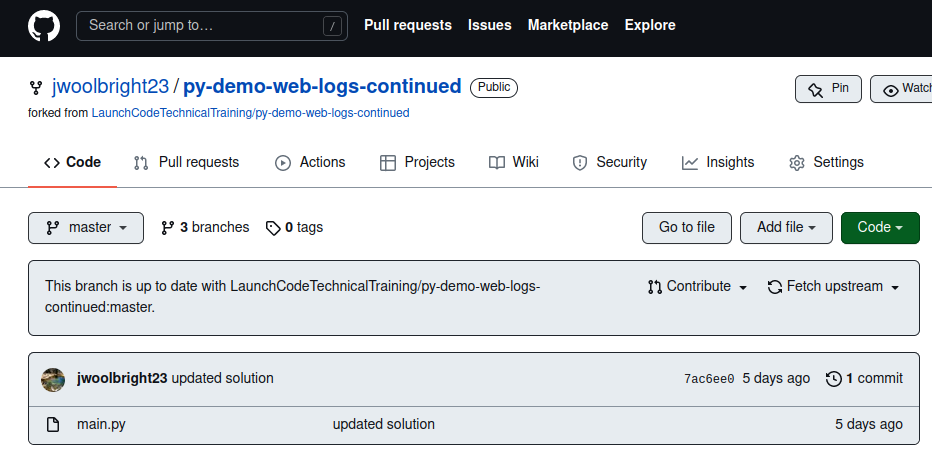 Search or jump to… / Pull requests Issues Marketplace Explore
jwoolbright23 / py-demo-web-logs-continued Public Pin Watch
forked from LaunchCodeTechnicalTraining/py-demo-web-logs-continued
Code Pull requests Actions Projects Wiki Security Insights Settings
master 3 branches 0 tags Go to file Add file Code
This branch is up to date with LaunchCodeTechnicalTraining/py-demo-web-logs-
continued:master.
Contribute Fetch upstream
jwoolbright23 updated solution 7ac6ee0 5 days ago 1 commit
main.py updated solution 5 days ago